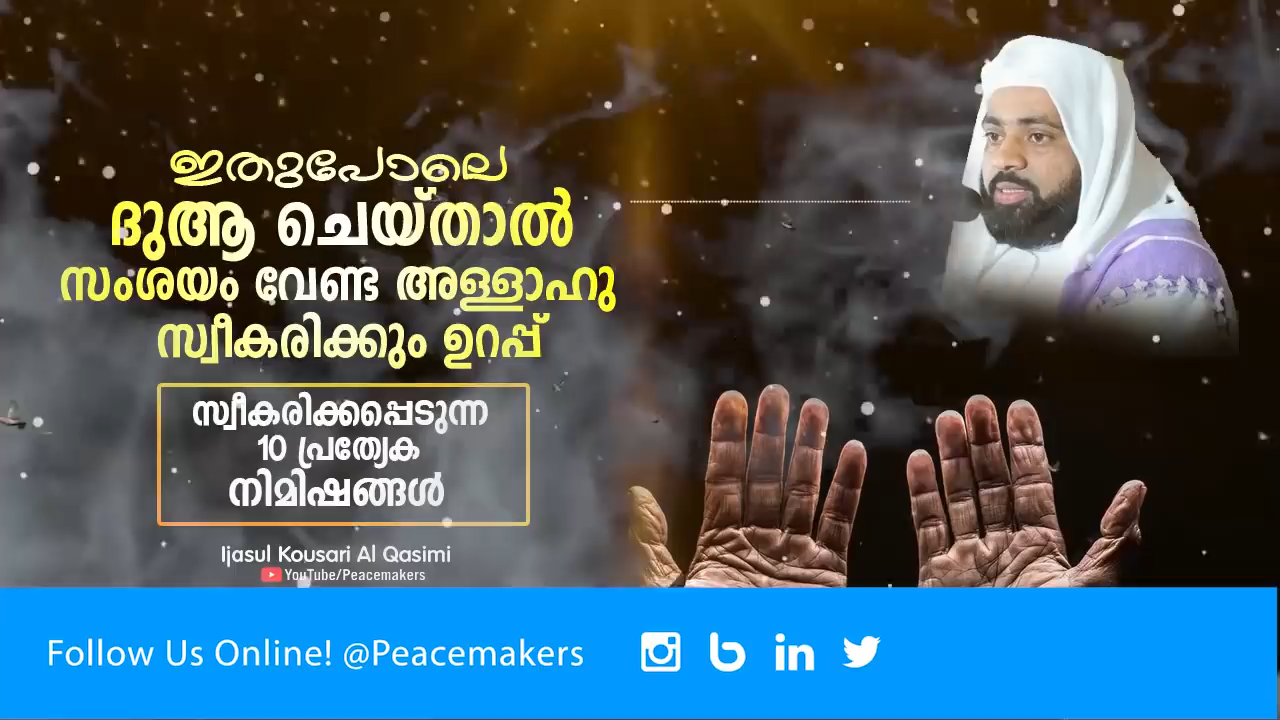 ഇതുപോലെ
ദുആ ചെയ്താൽ
സംശയം വേണ്ട അള്ളാഹു
സ്വീകരിക്കും ഉറപ്പ്
സ്വീകരിക്കപ്പെടുന്ന
10 പ്രത്യേക
നിമിഷങ്ങൾ
Ijasul Kousari Al Qasimi
YouTube/Peacemakers
Follow Us Online! @Peacemakers